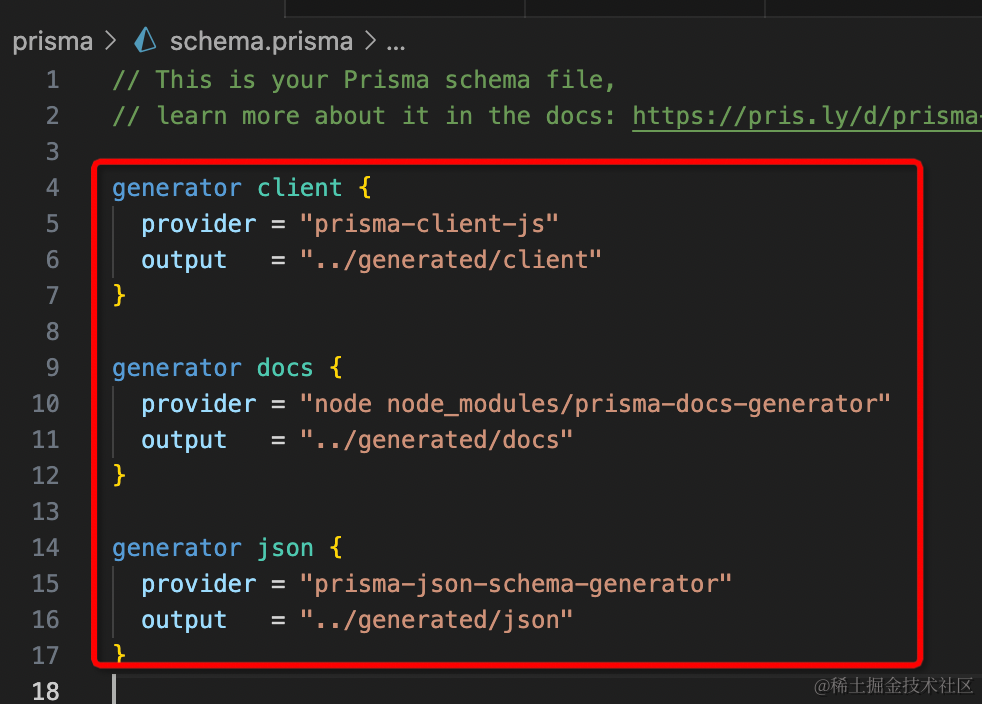 prisma > schema.prisma > ...
1 // This is your Prisma schema file,
2 // learn more about it in the docs: https://pris.ly/d/prisma-
3
4 generator client {
5 provider = "prisma-client-js"
6 output = "../generated/client"
7 }
8
9 generator docs {
10 provider = "node node_modules/prisma-docs-generator"
11 output = "../generated/docs"
12 }
13
14 generator json {
15 provider = "prisma-json-schema-generator"
16 output = "../generated/json"
17 }
18
@稀土掘金技术社区